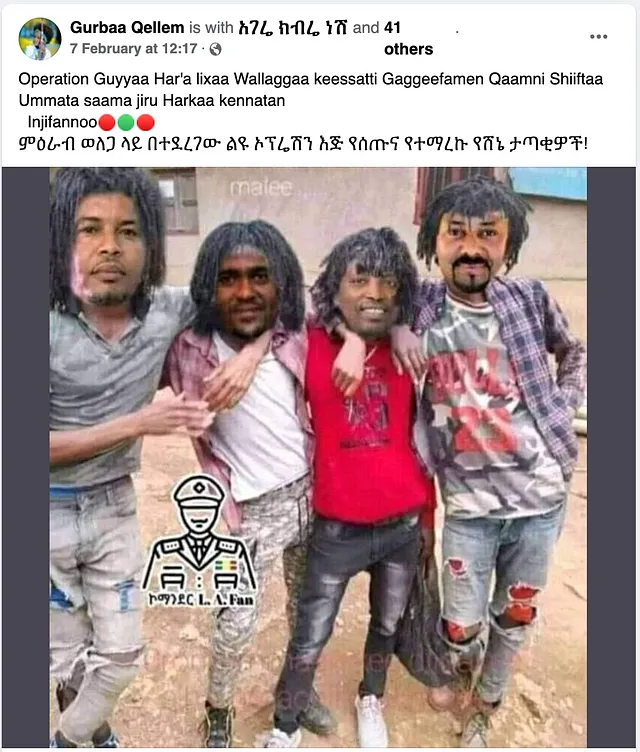 Gurbaa Qellem is with አገሬ ክብሬ ነሽ and 41
others
7 February at 12:17 ·
Operation Guyyaa Har'a lixaa Wallaggaa keessatti Gaggeefamen Qaamni Shiiftaa
Ummata saama jiru Harkaa kennatan
Injifannoo
ምዕራብ ወለጋ ላይ በተደረገው ልዩ ኦፕሬሽን እጅ የሰጡና የተማረኩ የሸኔ ታጣቂዎች!
malee
ኮማንደር L. A. Fan